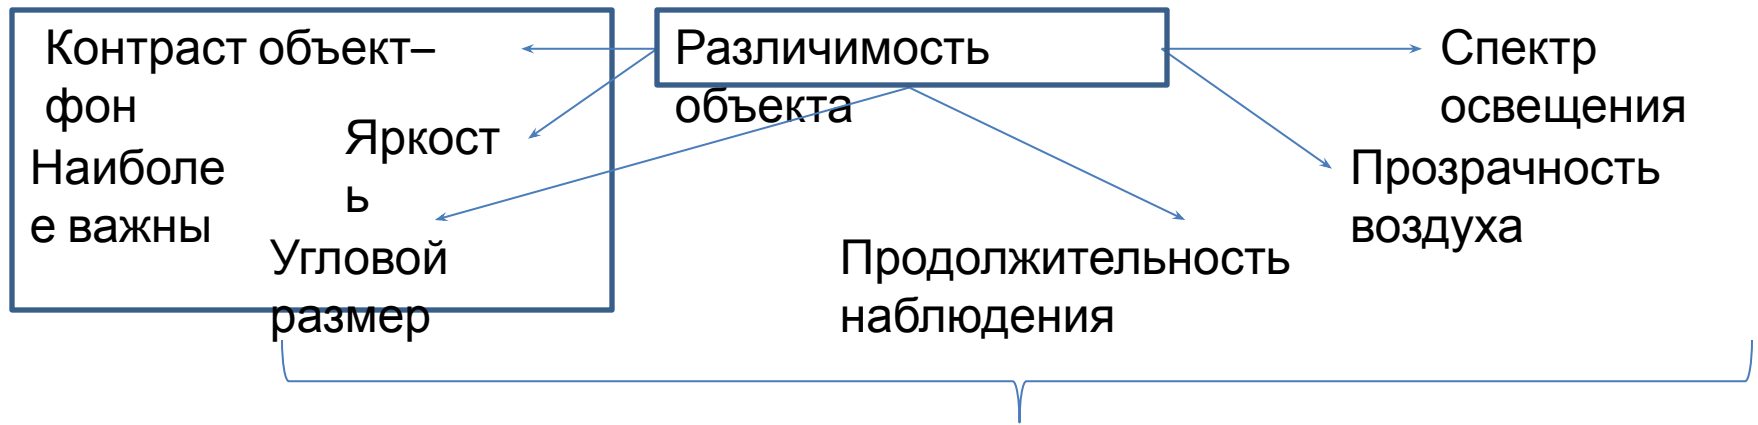 Контраст объект–
фон
Различимость
объекта
Спектр
освещения
Яркост
ь
Наиболе
е важны
Прозрачность
воздуха
Угловой
размер
Продолжительность
наблюдения